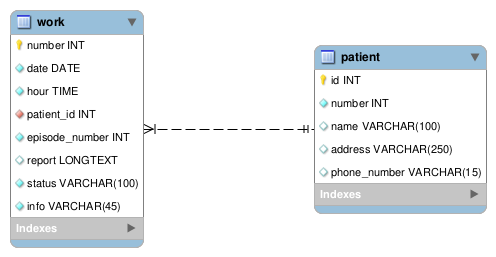 work
number INT
date DATE
hour TIME
patient_id INT
episode_number INT
report LONGTEXT
status VARCHAR(100)
info VARCHAR(45)
Indexes
patient
id INT
number INT
name VARCHAR(100)
address VARCHAR(250)
phone_number VARCHAR(15)
Indexes